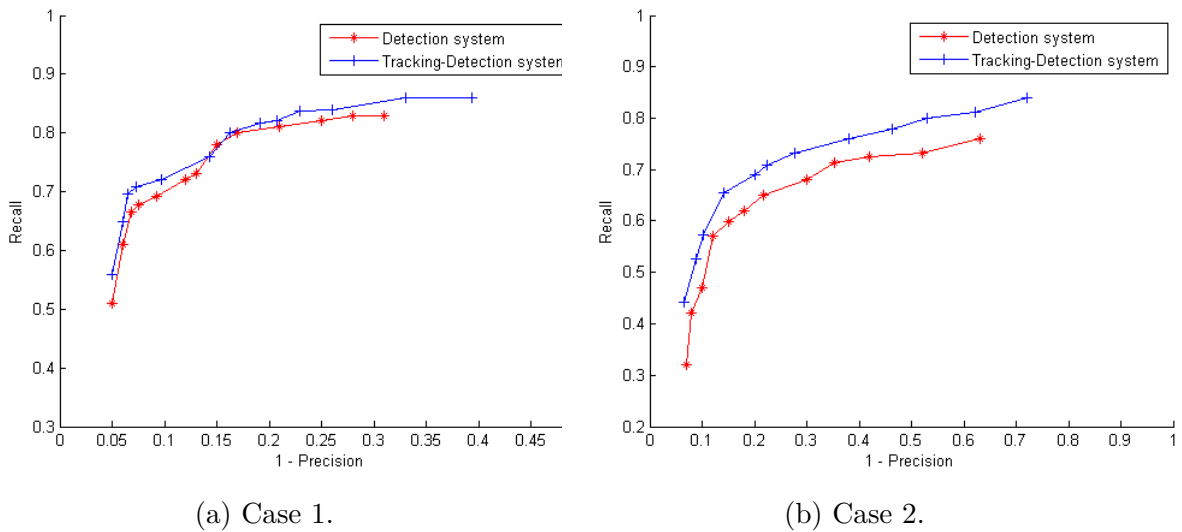 1
0.9
0.8
0.7
0.6
0.5
0.4
0.3
Recall
0 0.05 0.1 0.15 0.2 0.25 0.3 0.35 0.4 0.45
1 - Precision
Detection system
Tracking-Detection system
(a) Case 1.
1
0.9
0.8
0.7
0.6
0.5
0.4
0.3
0.2
Recall
0 0.1 0.2 0.3 0.4 0.5 0.6 0.7 0.8 0.9 1
1 - Precision
Detection system
Tracking-Detection system
(b) Case 2.